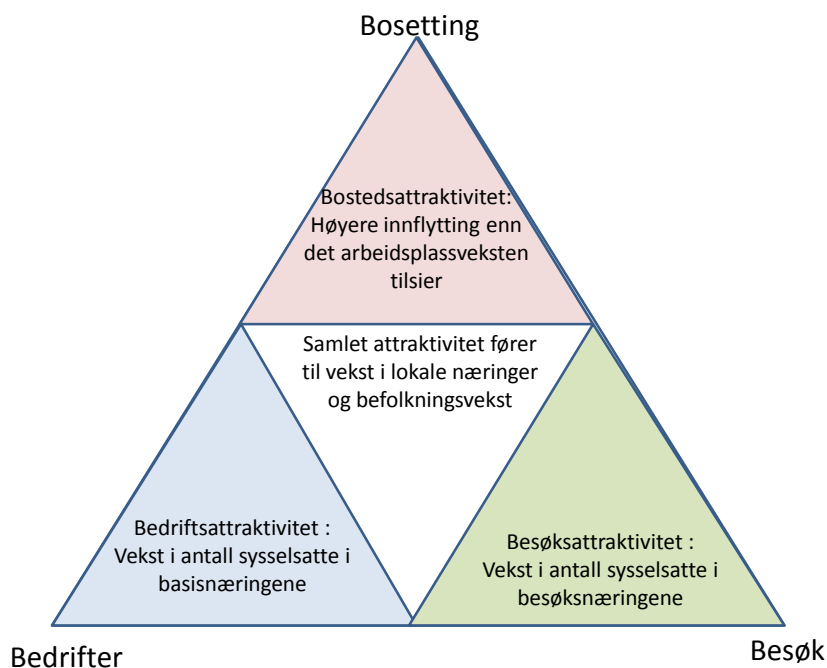 Bosetting
Bostedsattraktivitet:
Høyere innflytting enn
det arbeidsplassveksten
tilsier
Samlet attraktivitet fører
til vekst i lokale næringer
og befolkningsvekst
Bedriftsattraktivitet :
Vekst i antall sysselsatte i
basisnæringene
Besøksattraktivitet :
Vekst i antall sysselsatte i
besøksnæringene
Bedrifter
Besøk